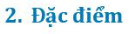 2. Đặc điểm